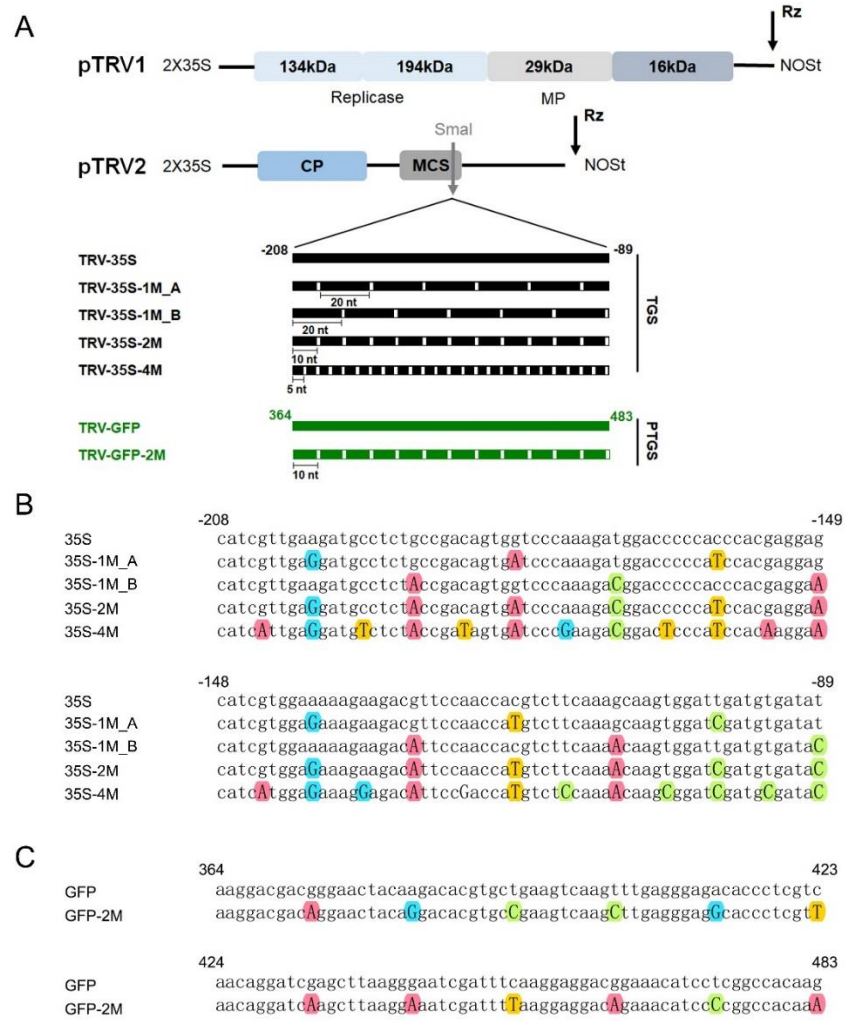 A
pTRV1 2X35S 134kDa 194kDa 29kDa 16kDa Rz NOSt
Replicase MP
pTRV2 2X35S CP MCS SmaI Rz NOSt
-208 -89
TRV-35S
TRV-35S-1M_A
20 nt
TRV-35S-1M_B
20 nt
TRV-35S-2M
10 nt
TRV-35S-4M
5 nt
TGS
364 483
TRV-GFP
TRV-GFP-2M
10 nt
PTGS
B
-208 -149
35S catcgttgaagatgcctctgccgacagtggtcccaaagatggacccccacccacgaggag
35S-1M_A catcgttgaGgatgcctctgccgacagtgAtcccaaagatggacccccaTccacgaggag
35S-1M_B catcgttgaagatgcctctAccgacagtggtcccaaagaCggacccccacccacgaggaA
35S-2M catcgttgaGgatgcctctAccgacagtgAtcccaaagaCggacccccaTccacgaggaA
35S-4M catcAttgaGgatgTctctAccgaTagtgAtcccGaagaCggacTcccaTccacAaggaA
-148 -89
35S catcgtggaaaaagaagacgttccaaccacgtcttcaaagcaagtggattgatgtgatat
35S-1M_A catcgtggaGaaagaagacgttccaaccaTgtcttcaaagcaagtggatCgatgtgatat
35S-1M_B catcgtggaaaaagaagacAttccaaccacgtcttcaaaAcaagtggattgatgtgataC
35S-2M catcgtggaGaaagaagacAttccaaccaTgtcttcaaaAcaagtggatCgatgtgataC
35S-4M catcAtggaGaaagGagacAttccGaccaTgtctCcaaaAcaagCggatCgatgCgataC
C
364 423
GFP aaggacgacgggaactacaagacacgtgctgaagtcaagtttgagggagacaccctcgtc
GFP-2M aaggacgacAggaactacaGgacacgtgcCgaagtcaagCttgagggagGcaccctcgtT
424 483
GFP aacaggatcgagcttaagggaatcgatttcaaggaggacggaaacatcctcggccacaag
GFP-2M aacaggatcAagcttaaggAaatcgatttTaaggaggacAgaaacatccCcggccacaaA